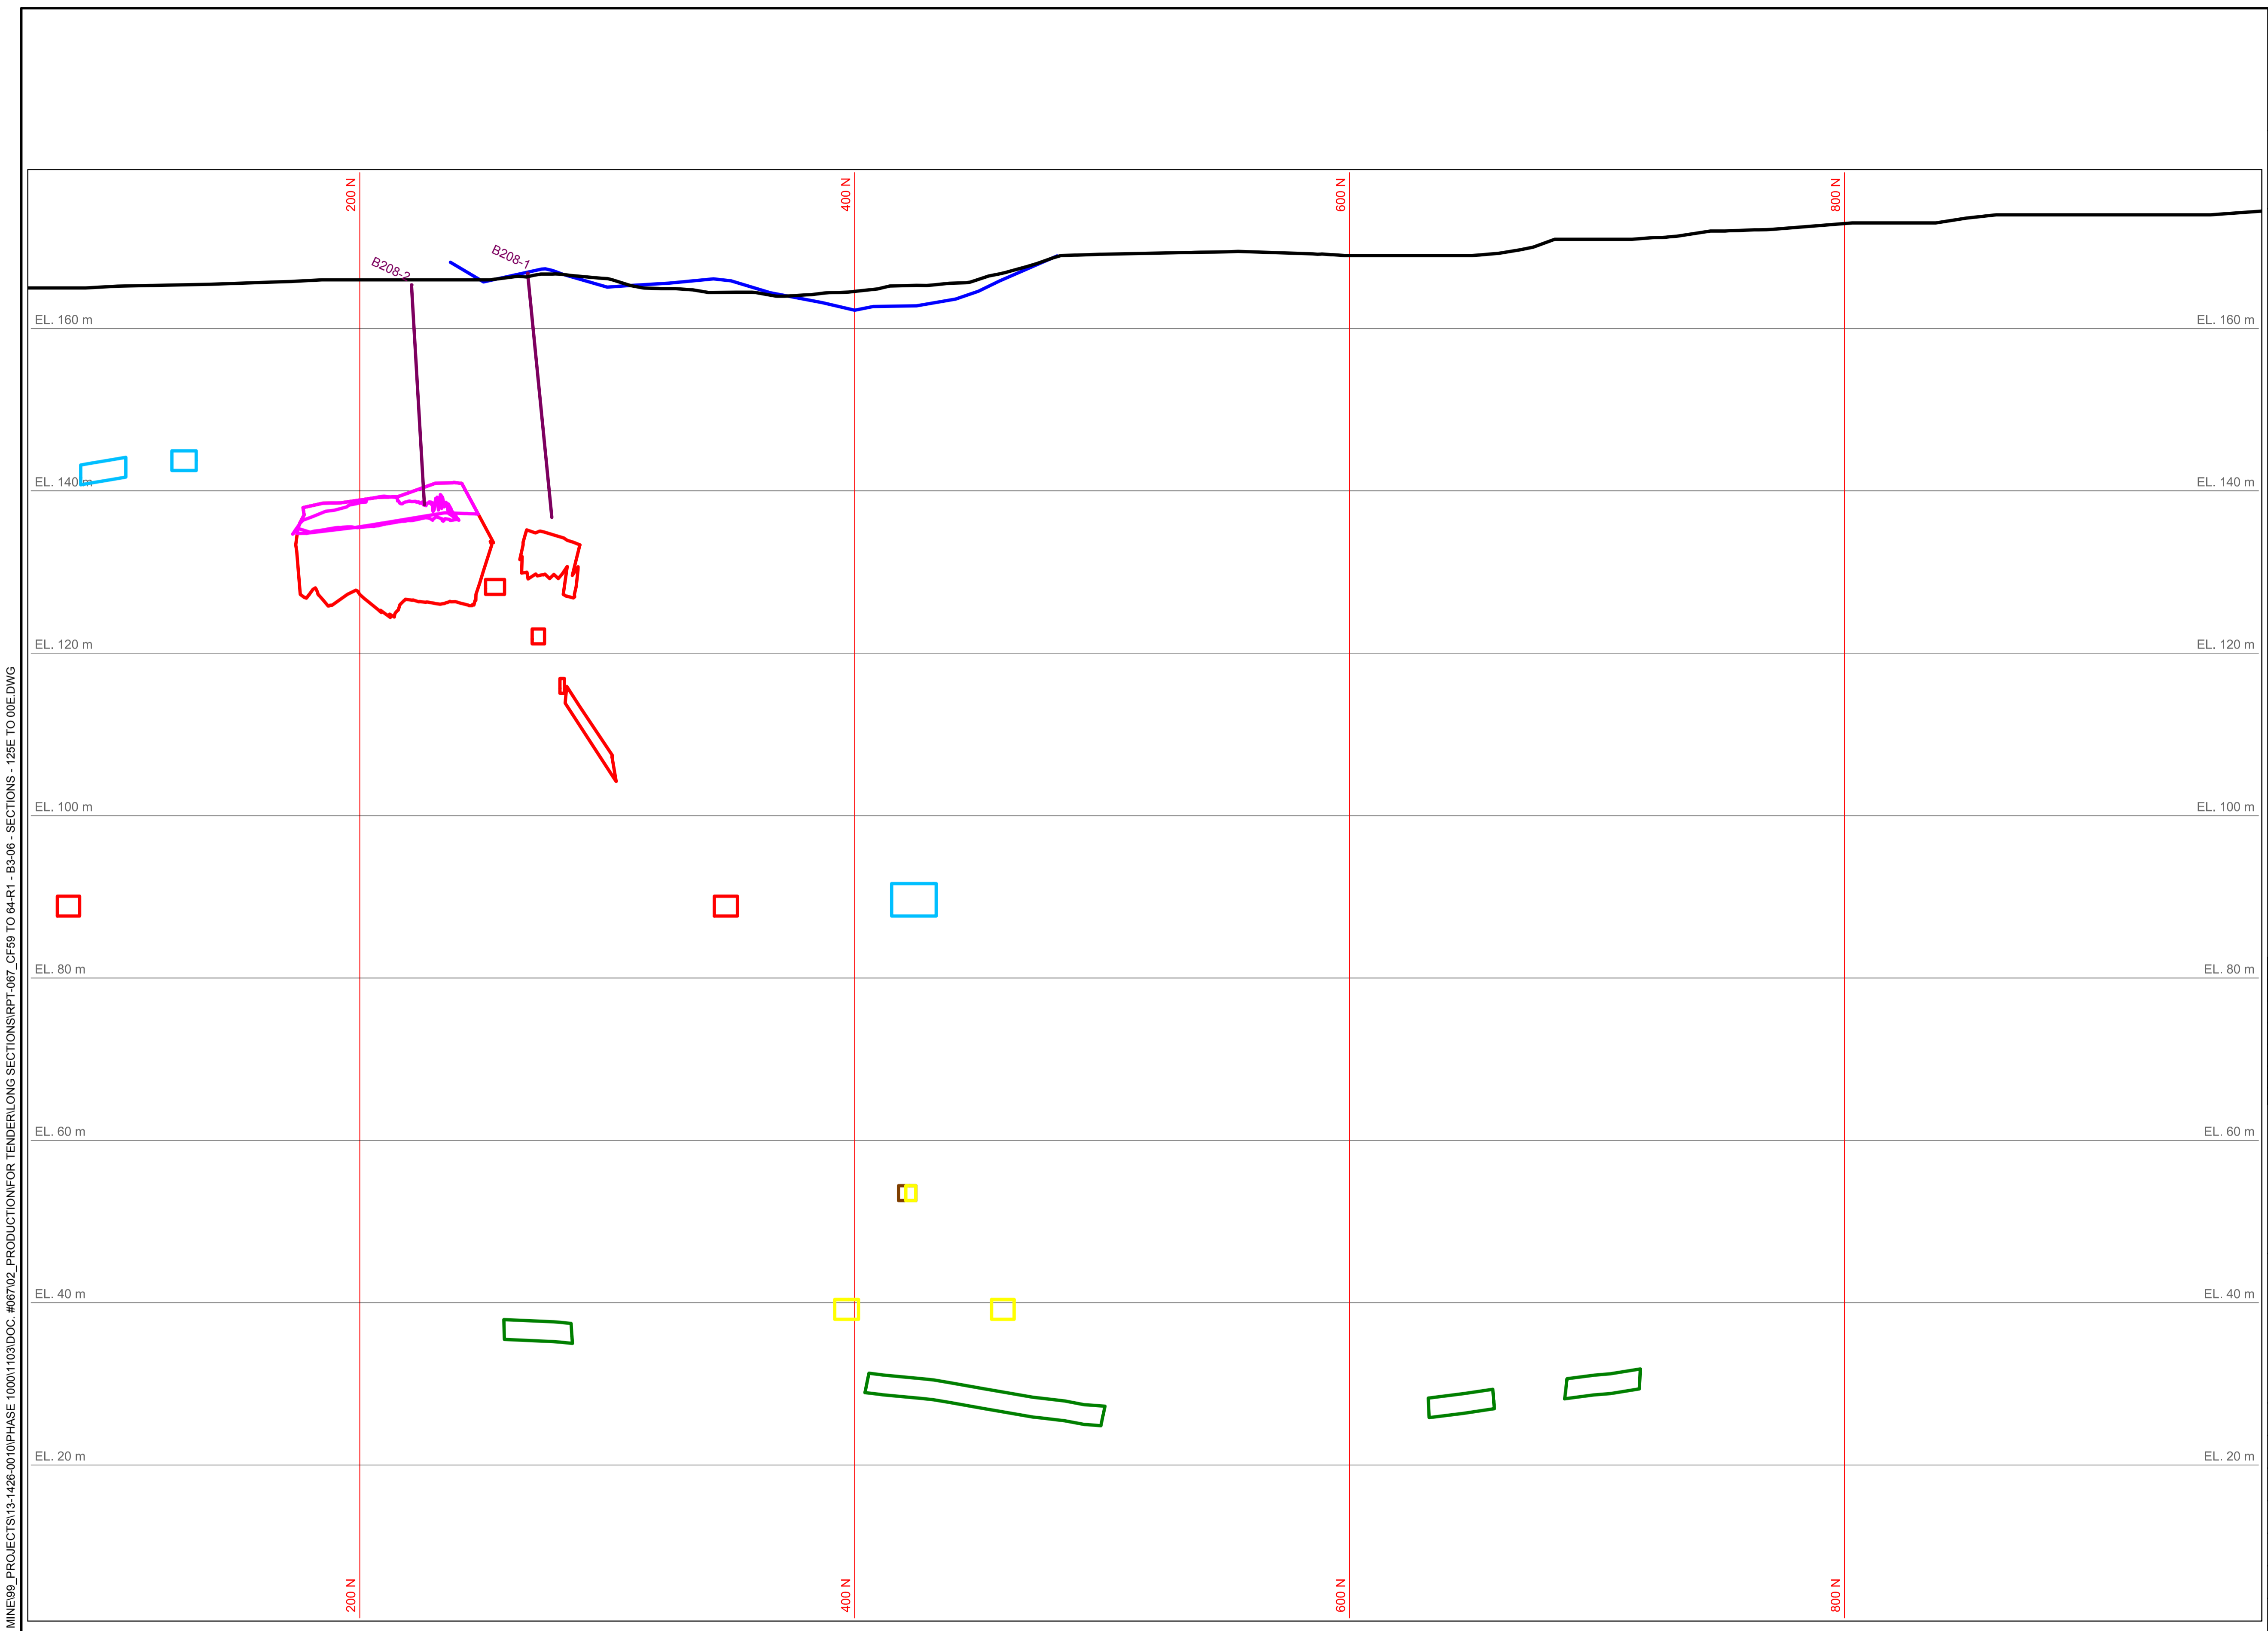 200 N
400 N
600 N
800 N
B208-2
B208-1
EL. 160 m
EL. 160 m
EL. 140 m
EL. 140 m
EL. 120 m
EL. 120 m
EL. 100 m
EL. 100 m
EL. 80 m
EL. 80 m
EL. 60 m
EL. 60 m
EL. 40 m
EL. 40 m
EL. 20 m
EL. 20 m
200 N
400 N
600 N
800 N
MINE\99_PROJECTS\13-1426-0010\PHASE 1000\1103\DOC. #067\02_PRODUCTION\FOR TENDER\LONG SECTIONS\RPT-067_CF59 TO 64-R1 - B3-06 - SECTIONS - 125E TO 00E.DWG